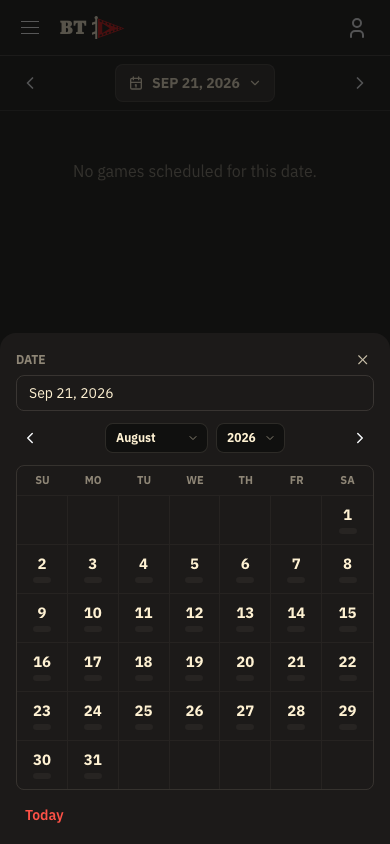 BT
SEP 21, 2026
No games scheduled for this date.
DATE
Sep 21, 2026
August 2026
SU MO TU WE TH FR SA
1
2 3 4 5 6 7 8
9 10 11 12 13 14 15
16 17 18 19 20 21 22
23 24 25 26 27 28 29
30 31
Today